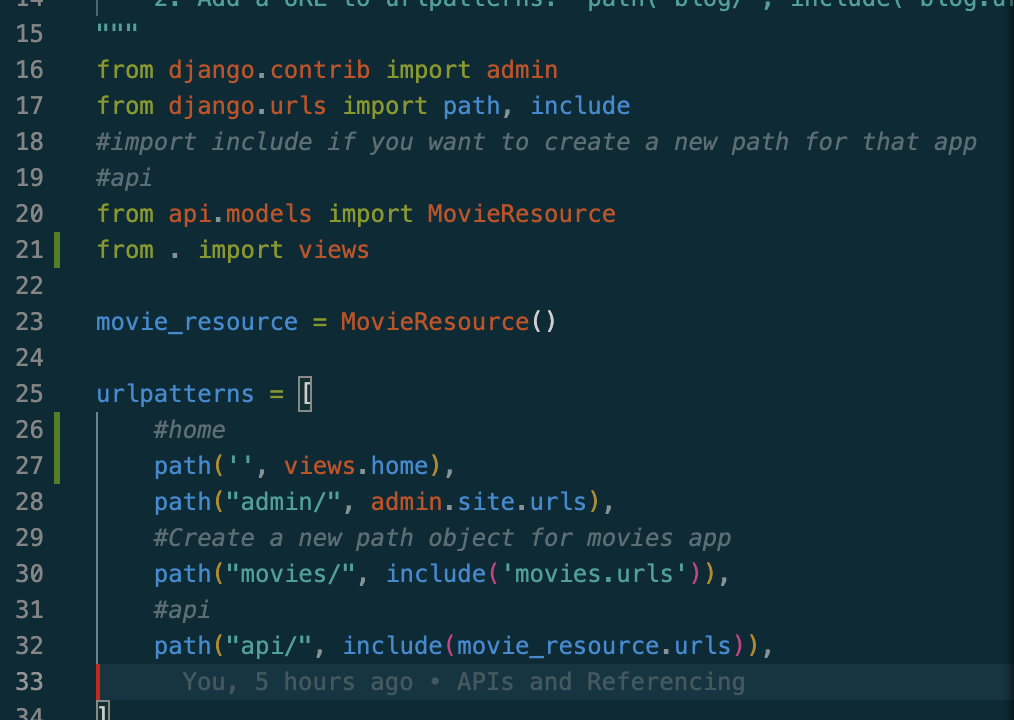 14 2. Add a URL to urlpatterns: path('blog/', include('blog.ur
15 """
16 from django.contrib import admin
17 from django.urls import path, include
18 #import include if you want to create a new path for that app
19 #api
20 from api.models import MovieResource
21 from . import views
22
23 movie_resource = MovieResource()
24
25 urlpatterns = [
26 #home
27 path('', views.home),
28 path("admin/", admin.site.urls),
29 #Create a new path object for movies app
30 path("movies/", include('movies.urls')),
31 #api
32 path("api/", include(movie_resource.urls)),
33 You, 5 hours ago • APIs and Referencing
34 ]